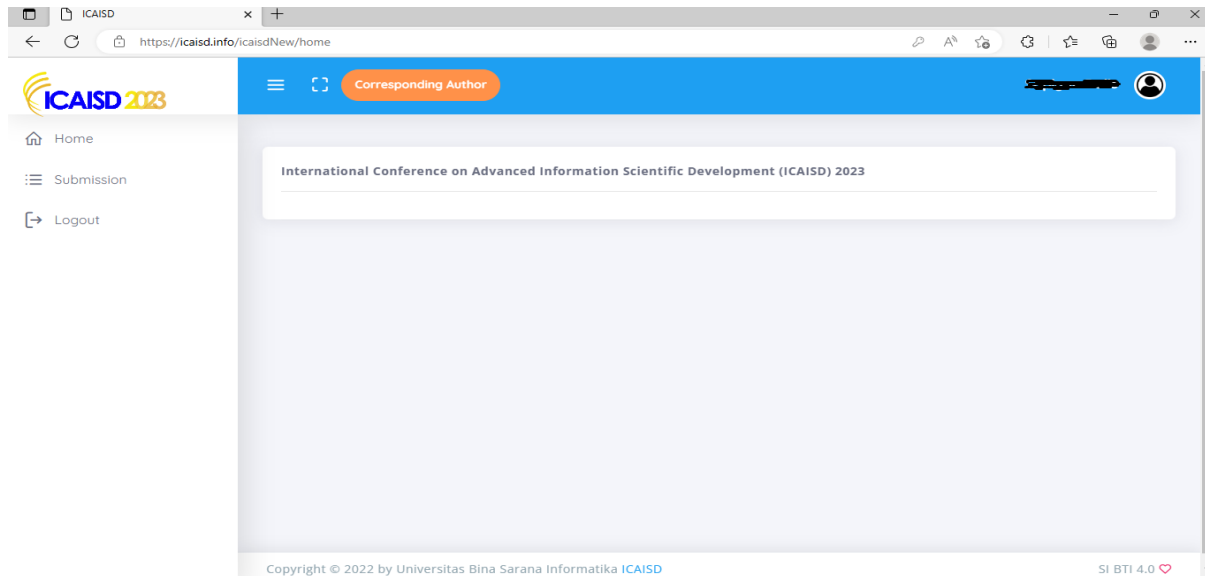 ICAISD
https://icaisd.info/icaisdNew/home
ICAISD 2023
Corresponding Author
Home
Submission
Logout
International Conference on Advanced Information Scientific Development (ICAISD) 2023
Copyright © 2022 by Universitas Bina Sarana Informatika ICAISD
SI BTI 4.0